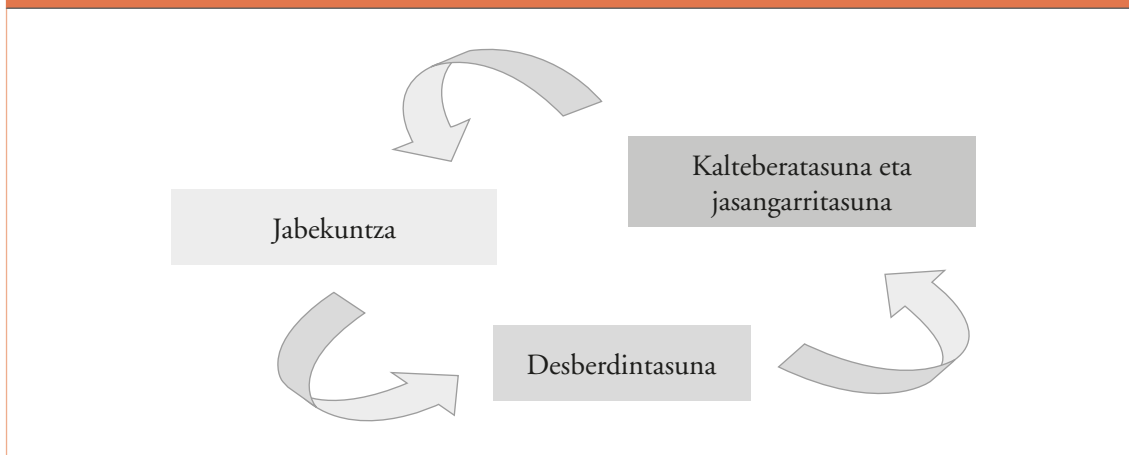 Kalteberatasuna eta
jasangarritasuna
Jabekuntza
Desberdintasuna